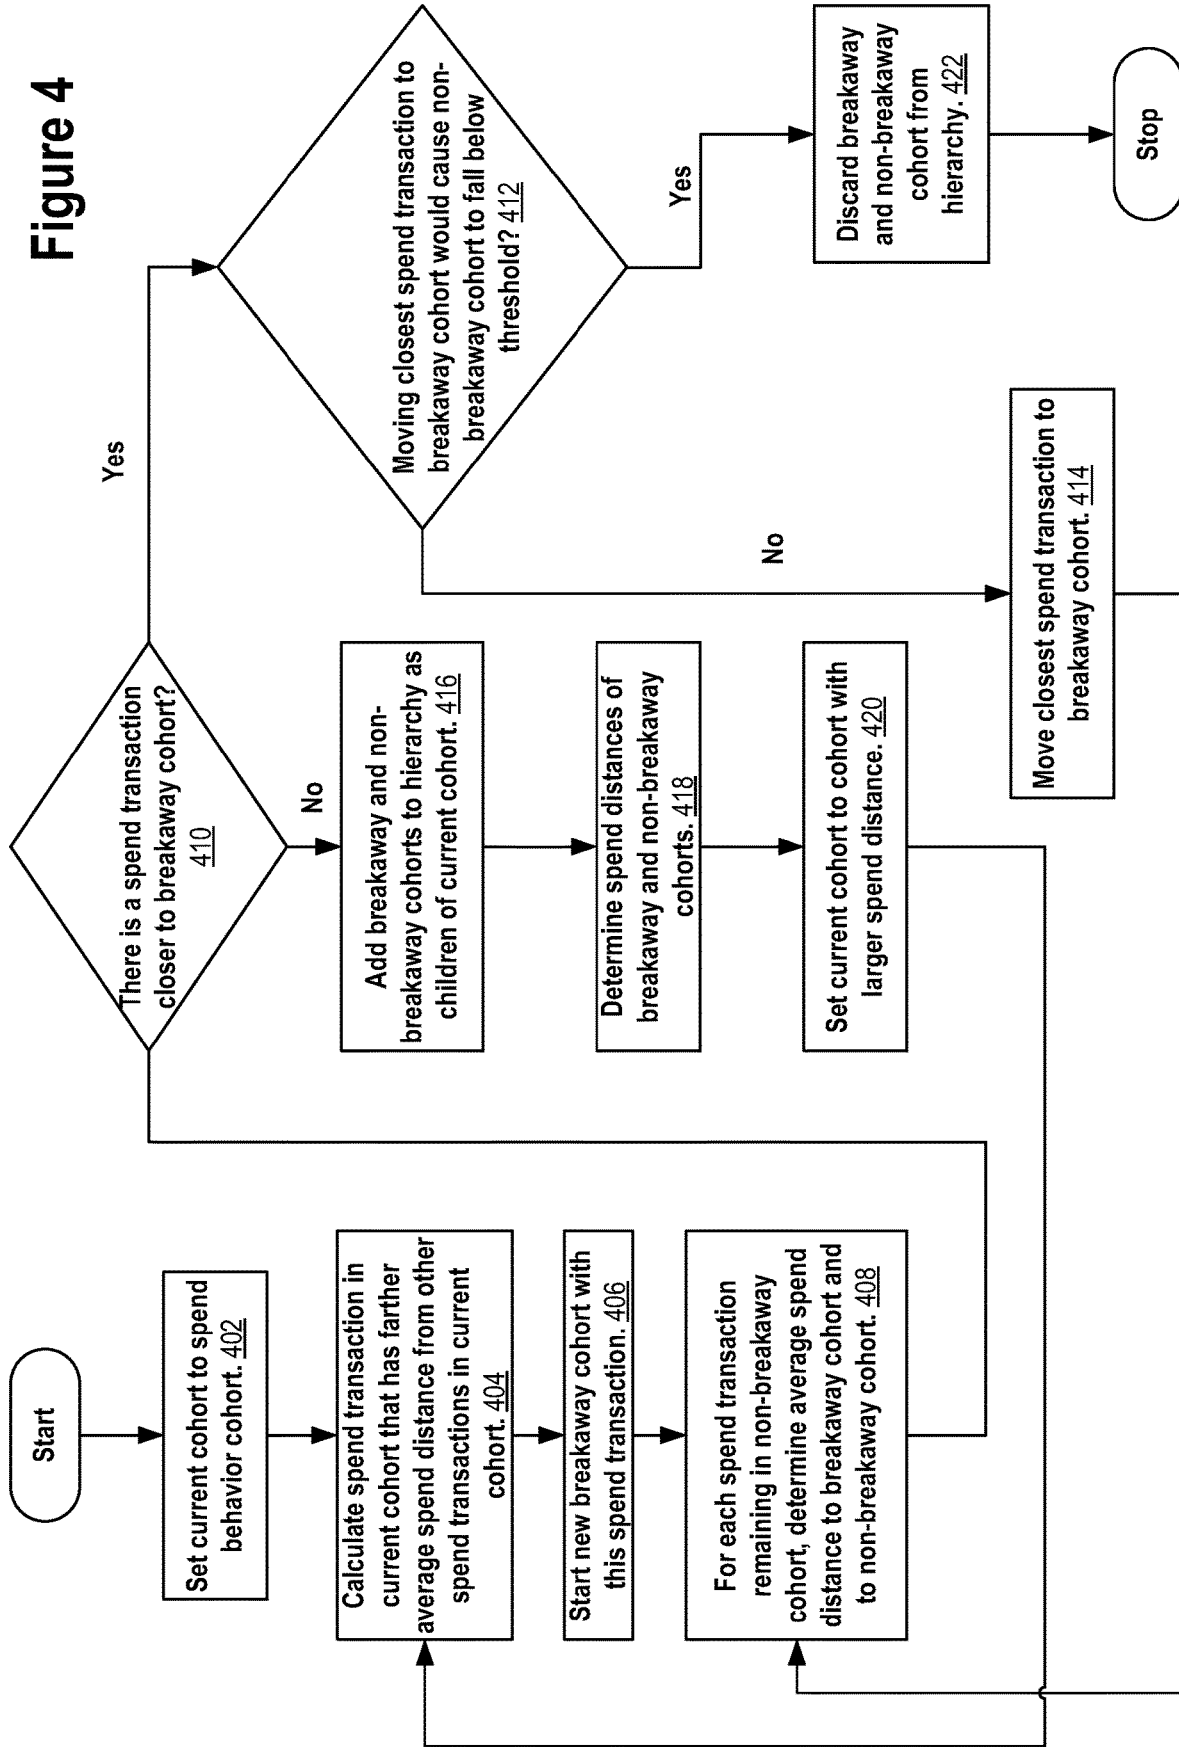 Figure 4
Start
Set current cohort to spend
behavior cohort. 402
Calculate spend transaction in
current cohort that has farther
average spend distance from other
spend transactions in current
cohort. 404
Start new breakaway cohort with
this spend transaction. 406
For each spend transaction
remaining in non-breakaway
cohort, determine average spend
distance to breakaway cohort and
to non-breakaway cohort. 408
There is a spend transaction
closer to breakaway cohort?
410
Yes
No
Add breakaway and non-
breakaway cohorts to hierarchy as
children of current cohort. 416
Determine spend distances of
breakaway and non-breakaway
cohorts. 418
Set current cohort to cohort with
larger spend distance. 420
Moving closest spend transaction to
breakaway cohort would cause non-
breakaway cohort to fall below
threshold? 412
No
Yes
Move closest spend transaction to
breakaway cohort. 414
Discard breakaway
and non-breakaway
cohort from
hierarchy. 422
Stop